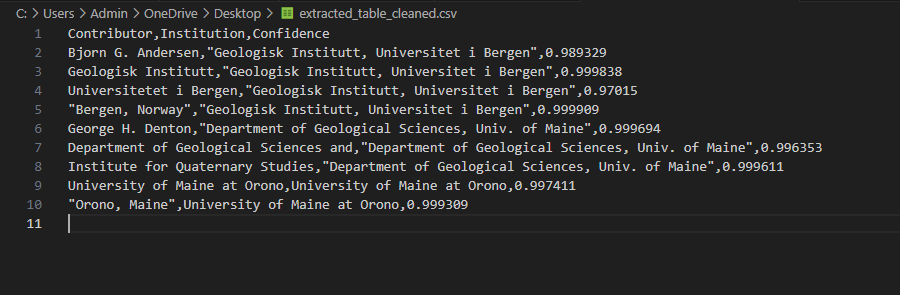 C: > Users > Admin > OneDrive > Desktop > extracted_table_cleaned.csv
1 Contributor,Institution,Confidence
2 Bjorn G. Andersen,"Geologisk Institutt, Universitet i Bergen",0.989329
3 Geologisk Institutt,"Geologisk Institutt, Universitet i Bergen",0.999838
4 Universitetet i Bergen,"Geologisk Institutt, Universitet i Bergen",0.97015
5 "Bergen, Norway","Geologisk Institutt, Universitet i Bergen",0.999909
6 George H. Denton,"Department of Geological Sciences, Univ. of Maine",0.999694
7 Department of Geological Sciences and,"Department of Geological Sciences, Univ. of Maine",0.996353
8 Institute for Quaternary Studies,"Department of Geological Sciences, Univ. of Maine",0.999611
9 University of Maine at Orono,University of Maine at Orono,0.997411
10 "Orono, Maine",University of Maine at Orono,0.999309
11